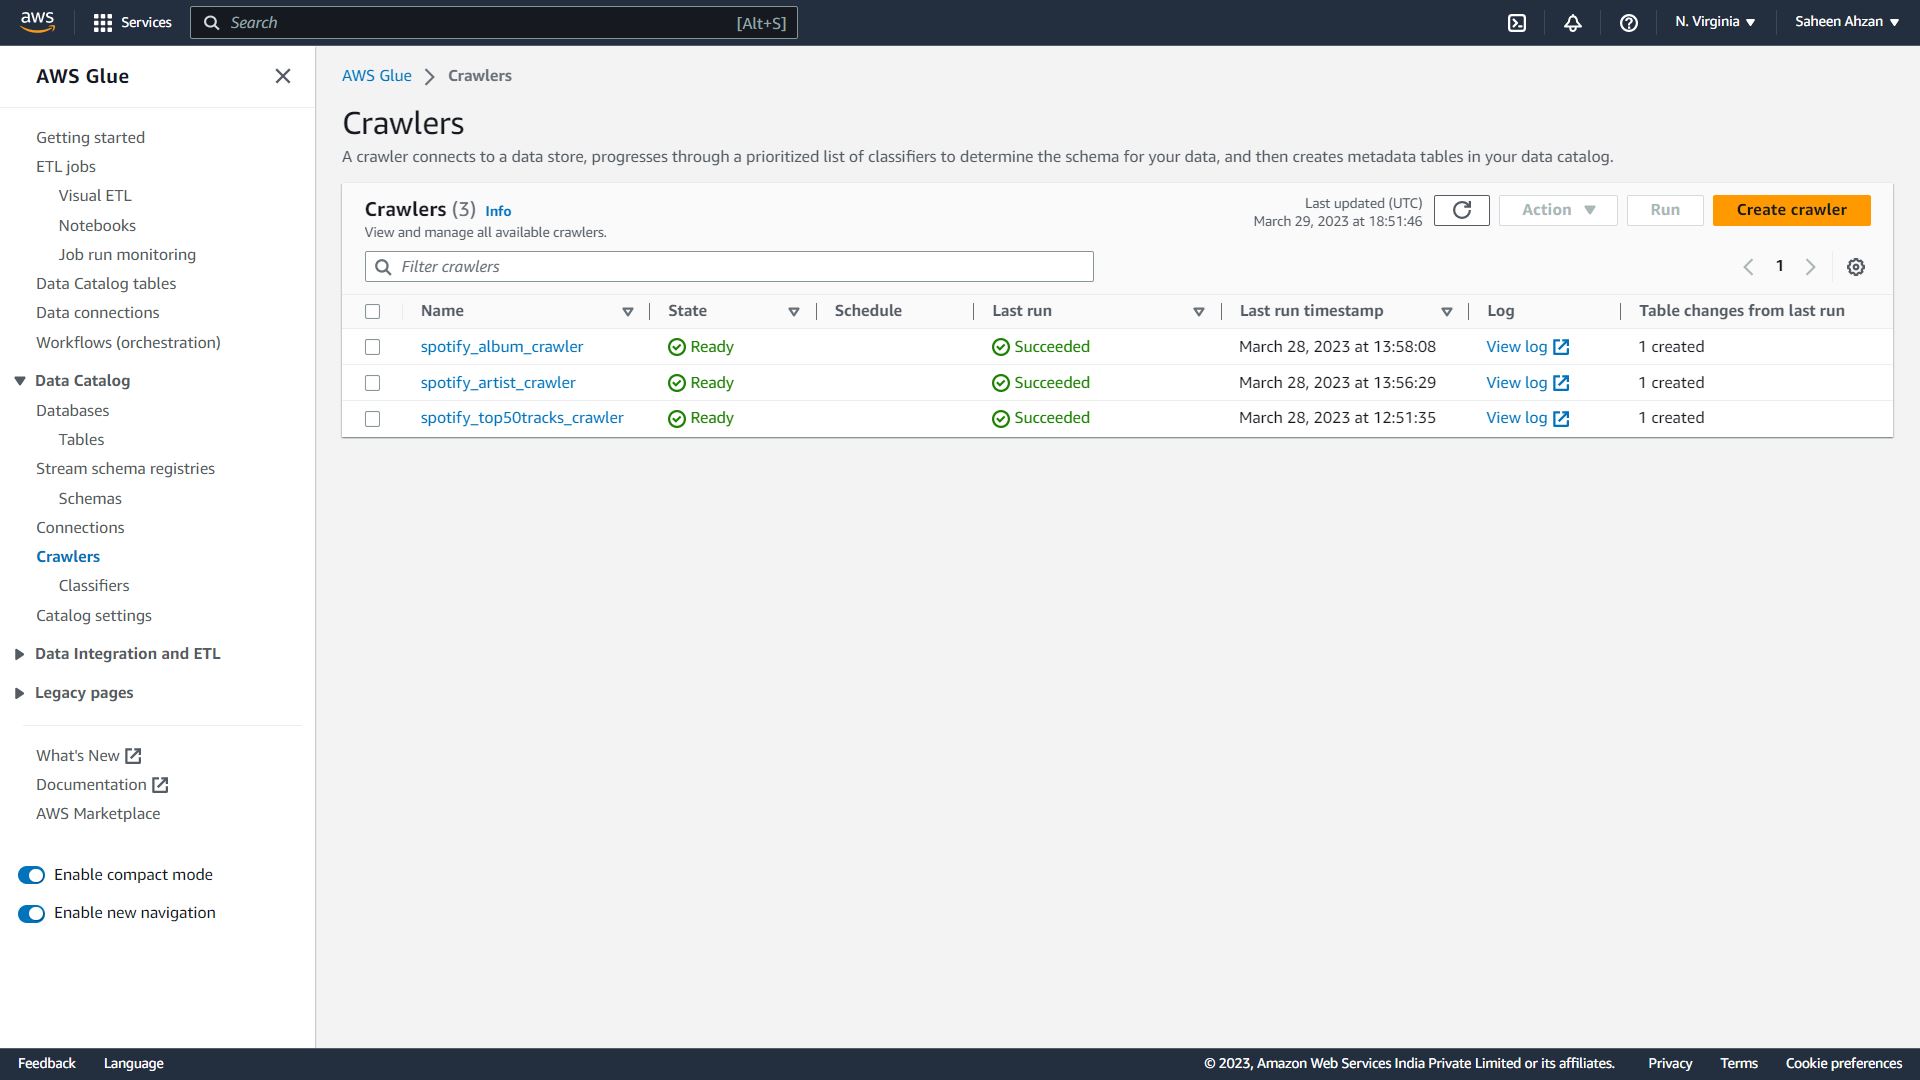 aws
Services
Search
[Alt+S]
N. Virginia
Saheen Ahzan
AWS Glue
Getting started
ETL jobs
Visual ETL
Notebooks
Job run monitoring
Data Catalog tables
Data connections
Workflows (orchestration)
Data Catalog
Databases
Tables
Stream schema registries
Schemas
Connections
Crawlers
Classifiers
Catalog settings
Data Integration and ETL
Legacy pages
What's New
Documentation
AWS Marketplace
Enable compact mode
Enable new navigation
AWS Glue > Crawlers
Crawlers
A crawler connects to a data store, progresses through a prioritized list of classifiers to determine the schema for your data, and then creates metadata tables in your data catalog.
Crawlers (3) Info
View and manage all available crawlers.
Last updated (UTC)
March 29, 2023 at 18:51:46
Action
Run
Create crawler
Filter crawlers
1
Name State Schedule Last run Last run timestamp Log Table changes from last run
spotify_album_crawler Ready Succeeded March 28, 2023 at 13:58:08 View log 1 created
spotify_artist_crawler Ready Succeeded March 28, 2023 at 13:56:29 View log 1 created
spotify_top50tracks_crawler Ready Succeeded March 28, 2023 at 12:51:35 View log 1 created
Feedback Language © 2023, Amazon Web Services India Private Limited or its affiliates. Privacy Terms Cookie preferences